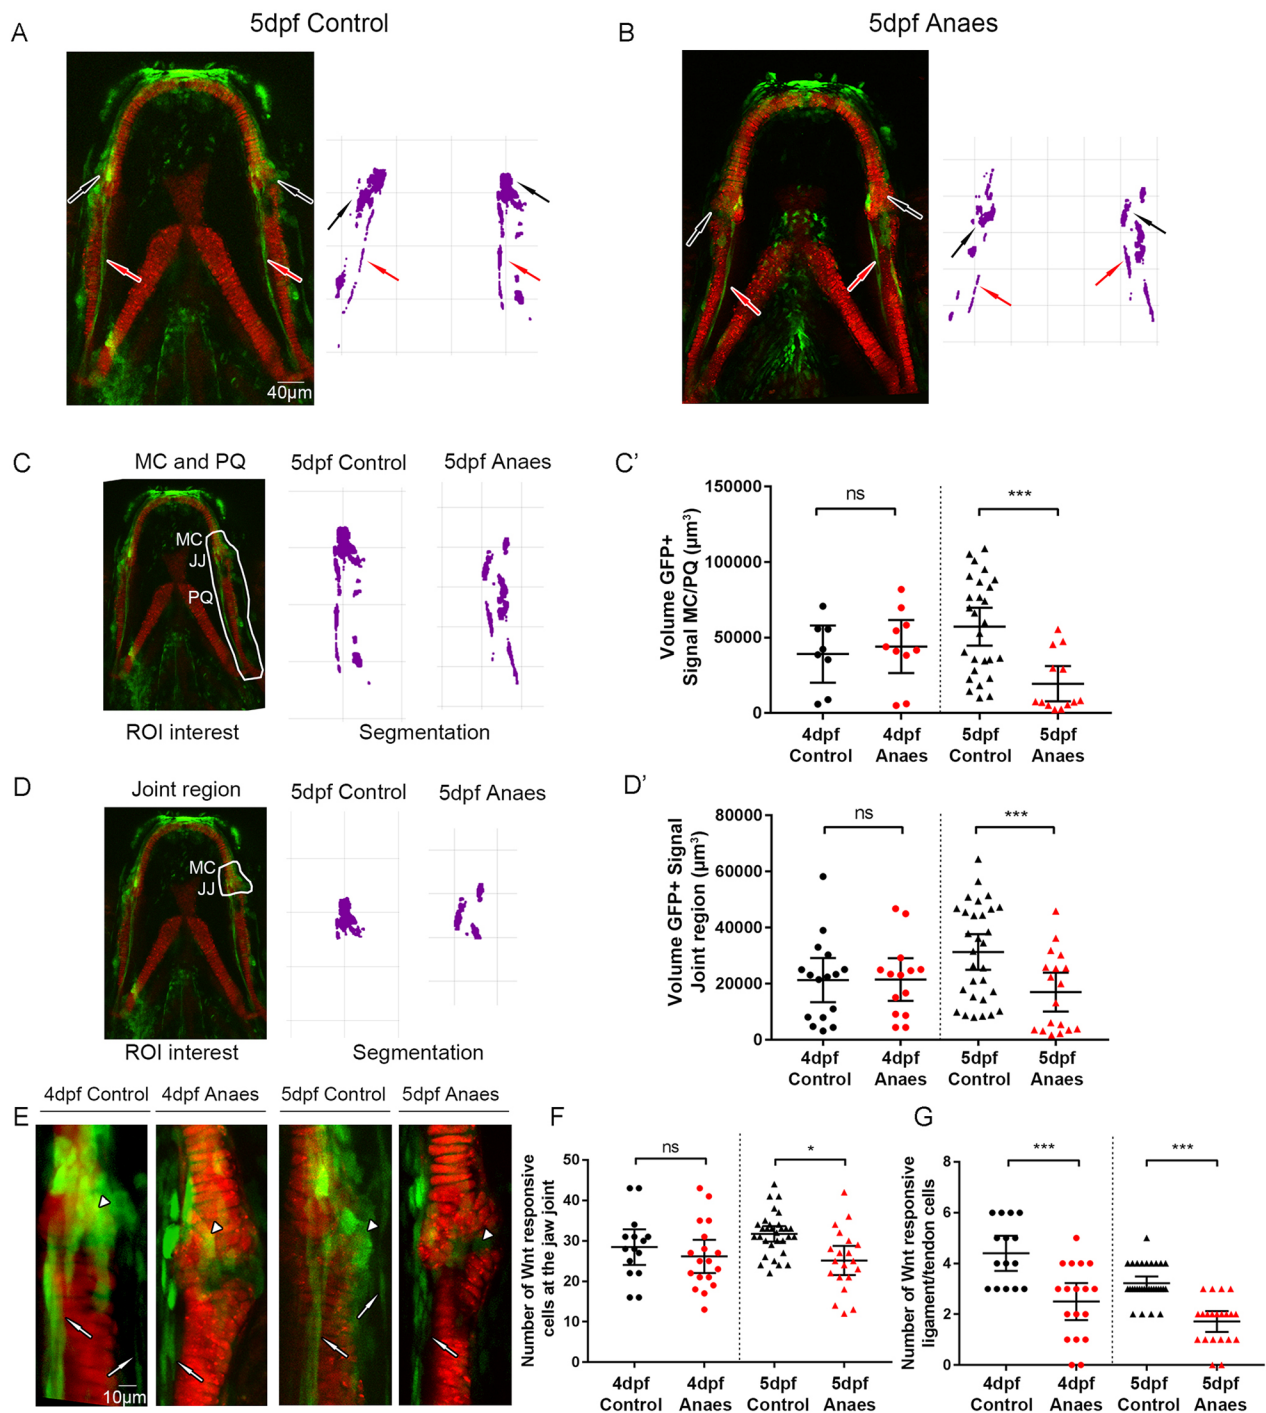 5dpf Control
5dpf Anaes
A
B
40µm
C
MC and PQ
5dpf Control
5dpf Anaes
MC
JJ
PQ
ROI interest
Segmentation
C’
Volume GFP+
Signal MC/PQ (µm³)
150000
100000
50000
0
ns
***
4dpf
Control
4dpf
Anaes
5dpf
Control
5dpf
Anaes
D
Joint region
5dpf Control
5dpf Anaes
MC
JJ
ROI interest
Segmentation
D’
Volume GFP+ Signal
Joint region (µm³)
80000
60000
40000
20000
0
ns
***
4dpf
Control
4dpf
Anaes
5dpf
Control
5dpf
Anaes
E
4dpf Control
4dpf Anaes
5dpf Control
5dpf Anaes
10µm
F
Number of Wnt responsive
cells at the jaw joint
50
40
30
20
10
0
ns
*
4dpf
Control
4dpf
Anaes
5dpf
Control
5dpf
Anaes
G
Number of Wnt responsive
ligament/tendon cells
8
6
4
2
0
***
***
4dpf
Control
4dpf
Anaes
5dpf
Control
5dpf
Anaes